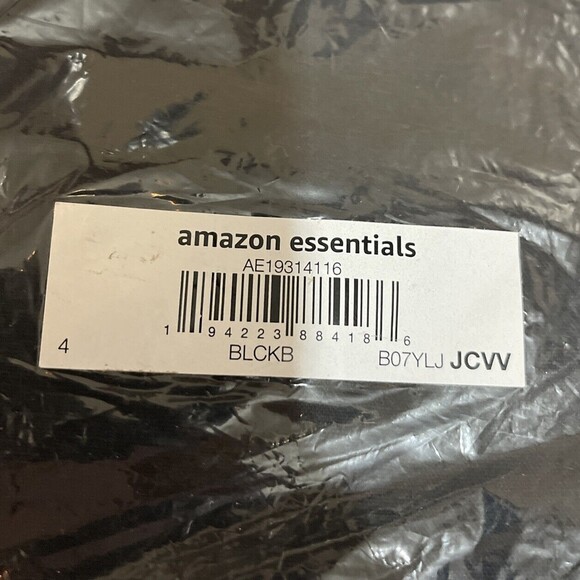 amazon essentials
AE19314116
1 94223 88418 6
4 BLCKB B07YLJ JCVV